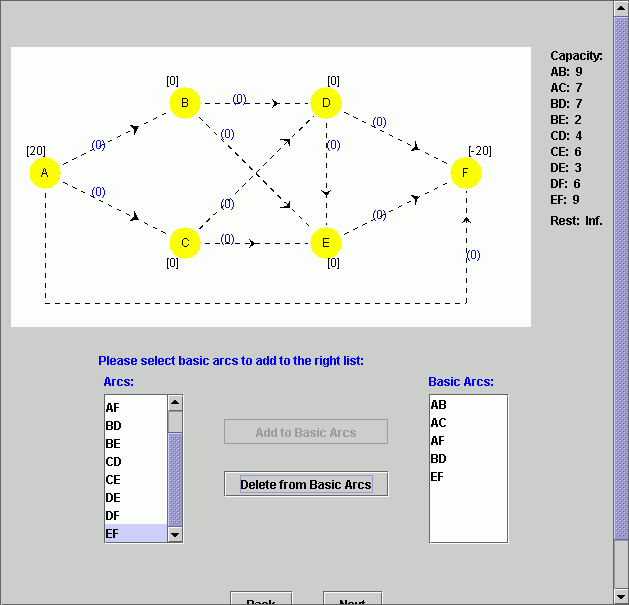 [0] [0]
Capacity:
AB: 9
AC: 7
BD: 7
BE: 2
CD: 4
CE: 6
DE: 3
DF: 6
EF: 9
Rest: Inf.
B (0) D
(0) (0) (0) (0)
[20] [-20]
A F
(0) (0) (0)
C (0) E
[0] [0]
(0)
Please select basic arcs to add to the right list:
Arcs:
AF
BD
BE
CD
CE
DE
DF
EF
Add to Basic Arcs
Delete from Basic Arcs
Basic Arcs:
AB
AC
AF
BD
EF
Back Next